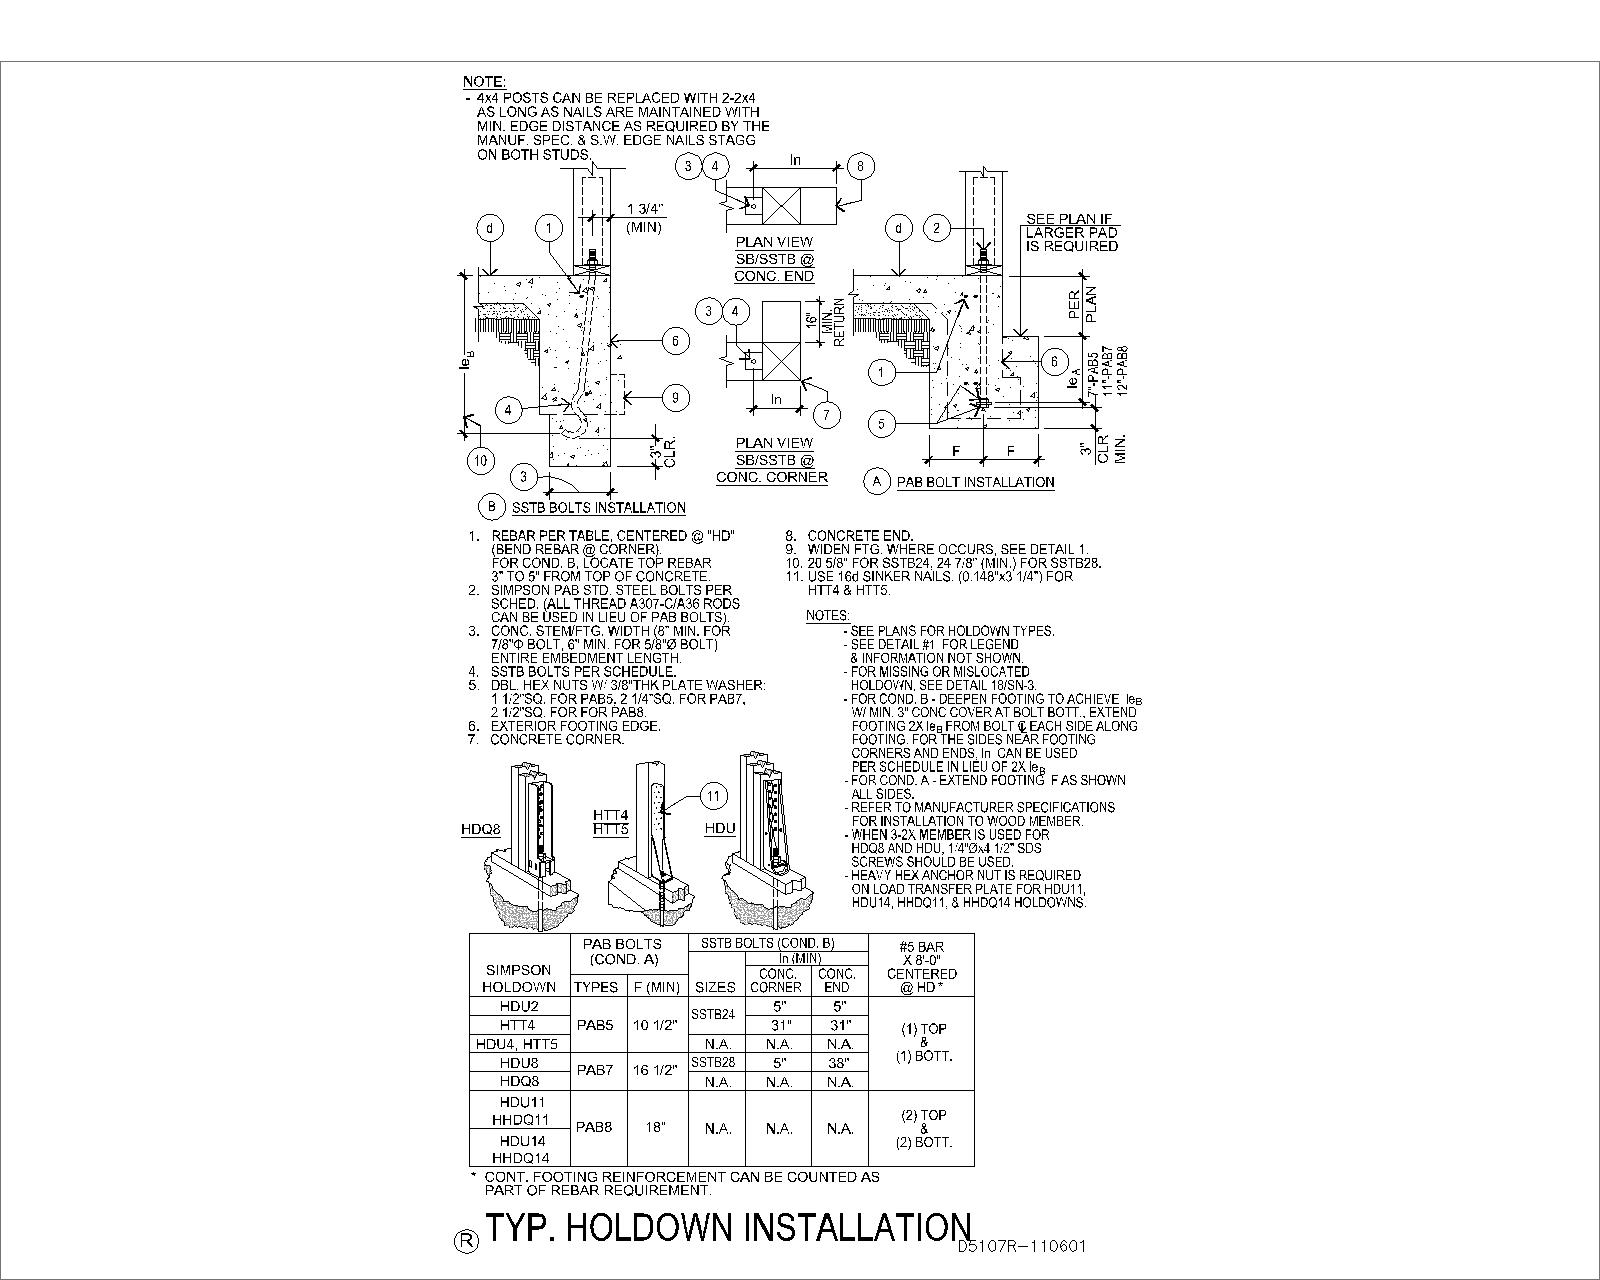 NOTE:
- 4x4 POSTS CAN BE REPLACED WITH 2-2x4
AS LONG AS NAILS ARE MAINTAINED WITH
MIN. EDGE DISTANCE AS REQUIRED BY THE
MANUF. SPEC. & S.W. EDGE NAILS STAGG
ON BOTH STUDS.
1 3/4"
(MIN)
d
1
leB
6
9
4
10
3
3"
CLR.
B SSTB BOLTS INSTALLATION
3
4
ln
8
PLAN VIEW
SB/SSTB @
CONC. END
3
4
16"
MIN.
RETURN
ln
7
PLAN VIEW
SB/SSTB @
CONC. CORNER
d
2
SEE PLAN IF
LARGER PAD
IS REQUIRED
PER
PLAN
1
6
leA
7"-PAB5
11"-PAB7
12"-PAB8
5
F
F
3"
CLR
MIN.
A PAB BOLT INSTALLATION
1. REBAR PER TABLE, CENTERED @ "HD"
(BEND REBAR @ CORNER).
FOR COND. B, LOCATE TOP REBAR
3" TO 5" FROM TOP OF CONCRETE.
2. SIMPSON PAB STD. STEEL BOLTS PER
SCHED. (ALL THREAD A307-C/A36 RODS
CAN BE USED IN LIEU OF PAB BOLTS).
3. CONC. STEM/FTG. WIDTH (8" MIN. FOR
7/8"Φ BOLT, 6" MIN. FOR 5/8"Ø BOLT)
ENTIRE EMBEDMENT LENGTH.
4. SSTB BOLTS PER SCHEDULE.
5. DBL. HEX NUTS W/ 3/8"THK PLATE WASHER:
1 1/2"SQ. FOR PAB5, 2 1/4"SQ. FOR PAB7,
2 1/2"SQ. FOR FOR PAB8.
6. EXTERIOR FOOTING EDGE.
7. CONCRETE CORNER.
8. CONCRETE END.
9. WIDEN FTG. WHERE OCCURS, SEE DETAIL 1.
10. 20 5/8" FOR SSTB24, 24 7/8" (MIN.) FOR SSTB28.
11. USE 16d SINKER NAILS. (0.148"x3 1/4") FOR
HTT4 & HTT5.
NOTES:
- SEE PLANS FOR HOLDOWN TYPES.
- SEE DETAIL #1 FOR LEGEND
& INFORMATION NOT SHOWN.
- FOR MISSING OR MISLOCATED
HOLDOWN, SEE DETAIL 18/SN-3.
- FOR COND. B - DEEPEN FOOTING TO ACHIEVE leB
W/ MIN. 3" CONC COVER AT BOLT BOTT., EXTEND
FOOTING 2X leB FROM BOLT ℄ EACH SIDE ALONG
FOOTING. FOR THE SIDES NEAR FOOTING
CORNERS AND ENDS, ln CAN BE USED
PER SCHEDULE IN LIEU OF 2X leB
- FOR COND. A - EXTEND FOOTING F AS SHOWN
ALL SIDES.
- REFER TO MANUFACTURER SPECIFICATIONS
FOR INSTALLATION TO WOOD MEMBER.
- WHEN 3-2X MEMBER IS USED FOR
HDQ8 AND HDU, 1/4"Øx4 1/2" SDS
SCREWS SHOULD BE USED.
- HEAVY HEX ANCHOR NUT IS REQUIRED
ON LOAD TRANSFER PLATE FOR HDU11,
HDU14, HHDQ11, & HHDQ14 HOLDOWNS.
HDQ8
HTT4
HTT5
11
HDU
SIMPSON
HOLDOWN
PAB BOLTS
(COND. A)
TYPES
F (MIN)
SSTB BOLTS (COND. B)
SIZES
ln (MIN)
CONC.
CORNER
CONC.
END
#5 BAR
X 8'-0"
CENTERED
@ HD *
HDU2
HTT4
HDU4, HTT5
PAB5
10 1/2"
SSTB24
5" 5"
31" 31"
N.A. N.A. N.A.
(1) TOP
&
(1) BOTT.
HDU8
HDQ8
PAB7
16 1/2"
SSTB28 5" 38"
N.A. N.A. N.A.
HDU11
HHDQ11
HDU14
HHDQ14
PAB8
18"
N.A. N.A. N.A.
(2) TOP
&
(2) BOTT.
* CONT. FOOTING REINFORCEMENT CAN BE COUNTED AS
PART OF REBAR REQUIREMENT.
R TYP. HOLDOWN INSTALLATION
D5107R-110601